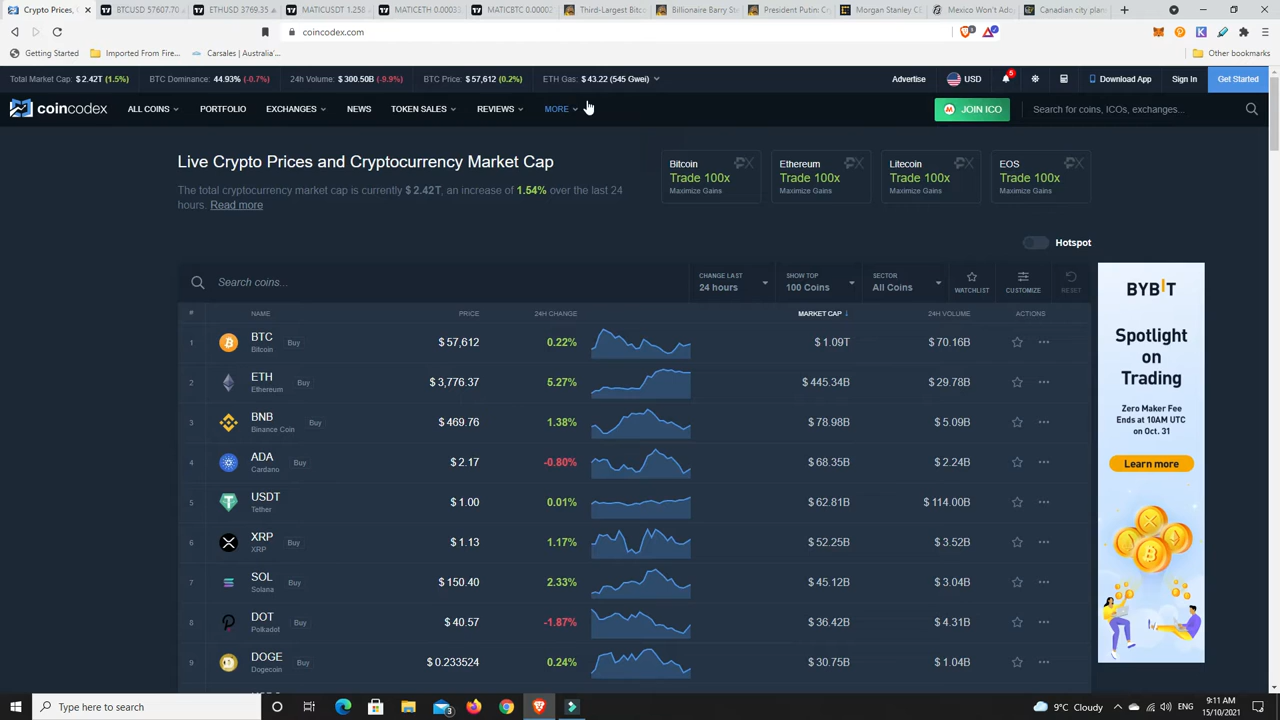 Crypto Prices,
BTCUSD 57607.70
ETHUSD 3769.35
MATICUSD 1.258
MATICETH 0.00033
MATICBTC 0.00002
Third-Largest Bitco
Billionaire Barry St
President Putin: Cry
Morgan Stanley CE
Mexico Won't Ado
Canadian city plan
coincodex.com
Getting Started
Imported From Fire...
Carsales | Australia'...
Other bookmarks
Total Market Cap: $ 2.42T (1.5%)
BTC Dominance: 44.93% (-0.7%)
24h Volume: $ 300.50B (-9.9%)
BTC Price: $ 57,612 (0.2%)
ETH Gas: $ 43.22 (545 Gwei)
Advertise
USD
5
Download App
Sign In
Get Started
coincodex
ALL COINS
PORTFOLIO
EXCHANGES
NEWS
TOKEN SALES
REVIEWS
MORE
JOIN ICO
Search for coins, ICOs, exchanges...
Live Crypto Prices and Cryptocurrency Market Cap
The total cryptocurrency market cap is currently $ 2.42T, an increase of 1.54% over the last 24
hours. Read more
Bitcoin
Trade 100x
Maximize Gains
Ethereum
Trade 100x
Maximize Gains
Litecoin
Trade 100x
Maximize Gains
EOS
Trade 100x
Maximize Gains
Hotspot
Search coins...
CHANGE LAST
24 hours
SHOW TOP
100 Coins
SECTOR
All Coins
WATCHLIST
CUSTOMIZE
RESET
# NAME PRICE 24H CHANGE MARKET CAP 24H VOLUME ACTIONS
1 BTC Buy $ 57,612 0.22% $ 1.09T $ 70.16B
Bitcoin
2 ETH Buy $ 3,776.37 5.27% $ 445.34B $ 29.78B
Ethereum
3 BNB Buy $ 469.76 1.38% $ 78.98B $ 5.09B
Binance Coin
4 ADA Buy $ 2.17 -0.80% $ 68.35B $ 2.24B
Cardano
5 USDT $ 1.00 0.01% $ 62.81B $ 114.00B
Tether
6 XRP Buy $ 1.13 1.17% $ 52.25B $ 3.52B
XRP
7 SOL Buy $ 150.40 2.33% $ 45.12B $ 3.04B
Solana
8 DOT Buy $ 40.57 -1.87% $ 36.42B $ 4.31B
Polkadot
9 DOGE Buy $ 0.233524 0.24% $ 30.75B $ 1.04B
Dogecoin
BYBIT
Spotlight
on
Trading
Zero Maker Fee
Ends at 10AM UTC
on Oct. 31
Learn more
Type here to search
3
9°C Cloudy
ENG
9:11 AM
15/10/2021